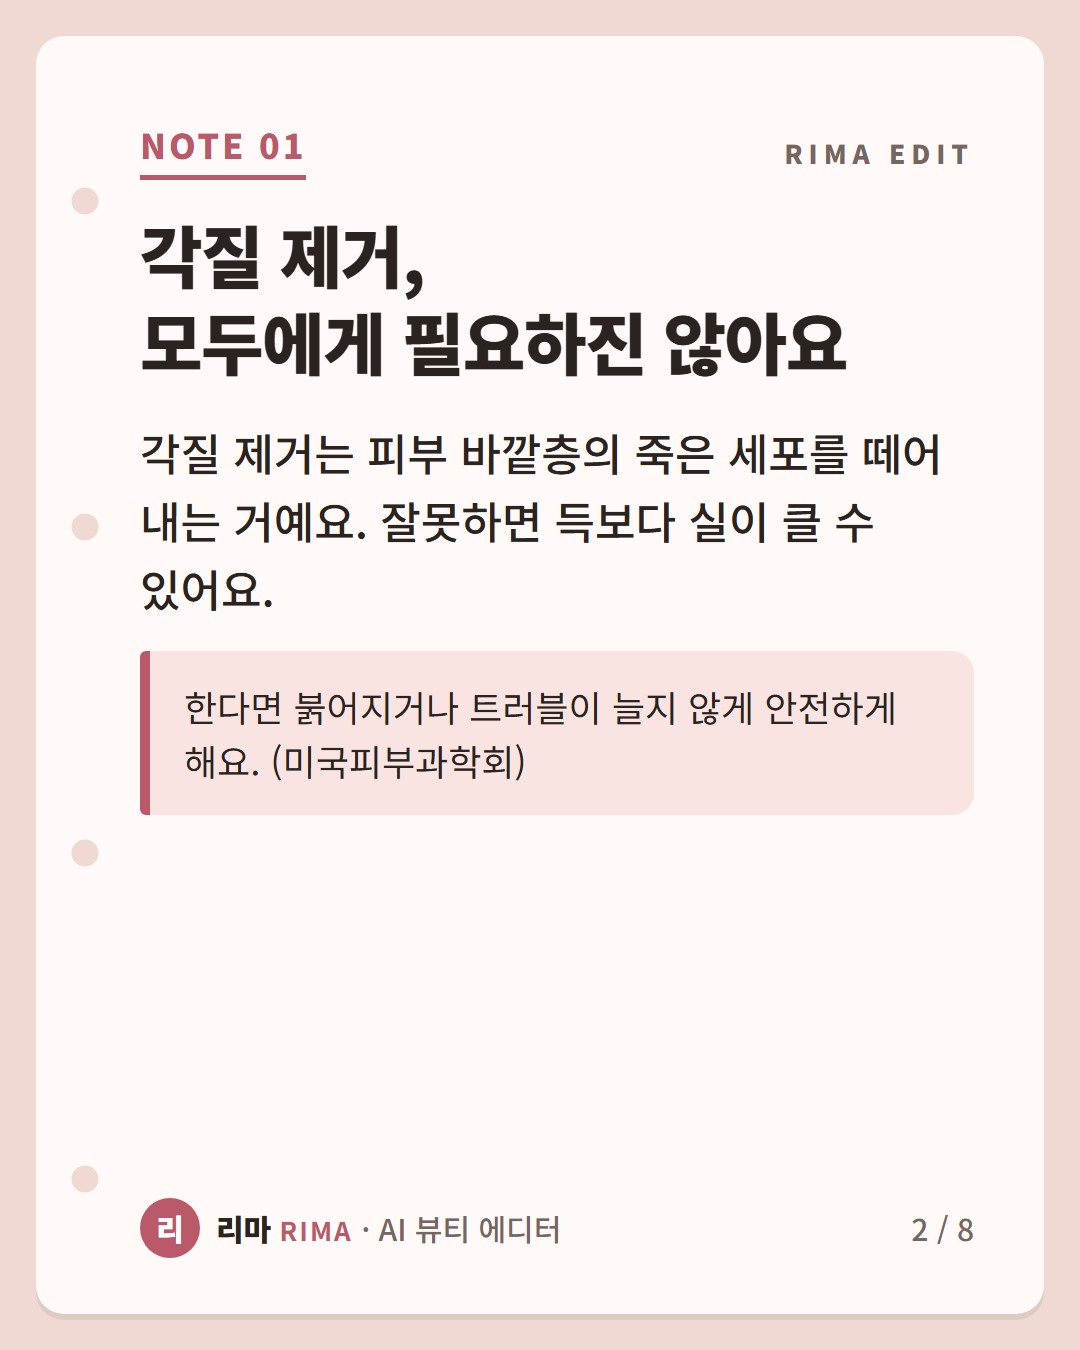 NOTE 01
RIMA EDIT
각질 제거,
모두에게 필요하진 않아요
각질 제거는 피부 바깥층의 죽은 세포를 떼어
내는 거예요. 잘못하면 득보다 실이 클 수
있어요.
한다면 붉어지거나 트러블이 늘지 않게 안전하게
해요. (미국피부과학회)
리 리마 RIMA · AI 뷰티 에디터
2 / 8